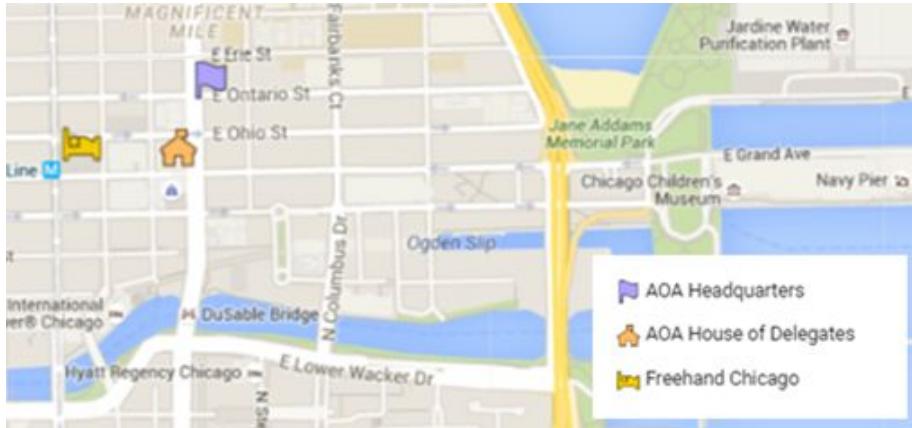 MAGNIFICENT
MILE
Fairbanks Ct
Jardine Water
Purification Plant
E Erie St
E Ontario St
E
E Ohio St
Jane Addams
Memorial Park
Line M
E Grand Ave
Chicago Children's
Museum
Navy Pier
Ogden Slip
N Columbus Dr
International
wer® Chicago
DuSable Bridge
Hyatt Regency Chicago
E Lower Wacker Dr
N Ste
AOA Headquarters
AOA House of Delegates
Freehand Chicago